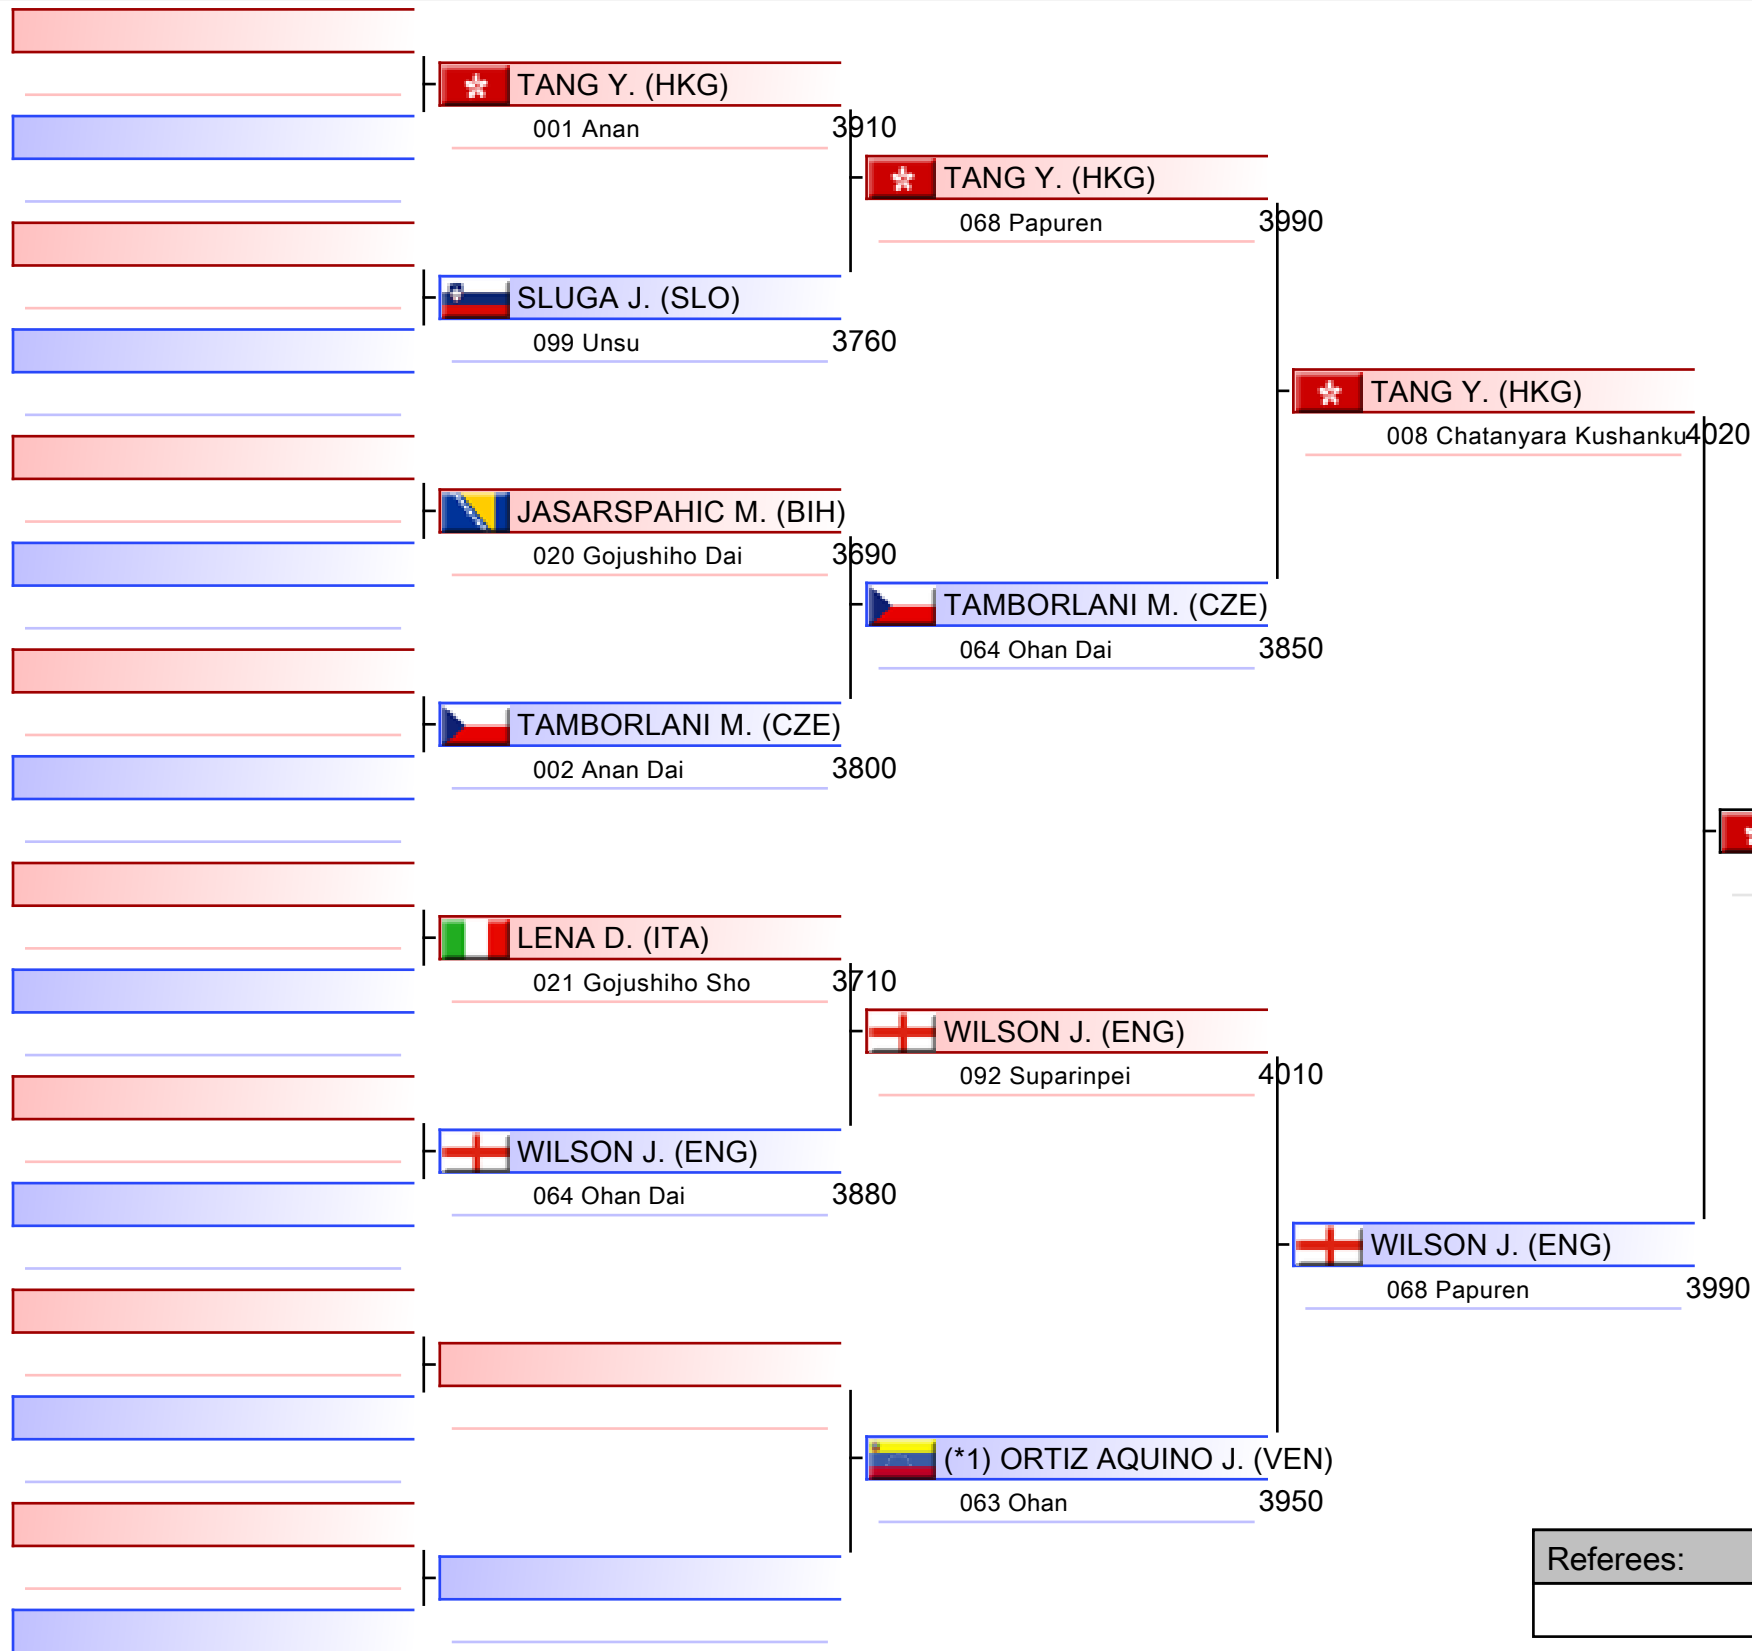 TANG Y. (HKG)
001 Anan 3910
SLUGA J. (SLO)
099 Unsu 3760
JASARSPAHIC M. (BIH)
020 Gojushiho Dai 3690
TAMBORLANI M. (CZE)
002 Anan Dai 3800
LENA D. (ITA)
021 Gojushiho Sho 3710
WILSON J. (ENG)
064 Ohan Dai 3880
TANG Y. (HKG)
068 Papuren 3990
TAMBORLANI M. (CZE)
064 Ohan Dai 3850
WILSON J. (ENG)
092 Suparinpei 4010
(*1) ORTIZ AQUINO J. (VEN)
063 Ohan 3950
TANG Y. (HKG)
008 Chatanyara Kushanku 4020
WILSON J. (ENG)
068 Papuren 3990
Referees: